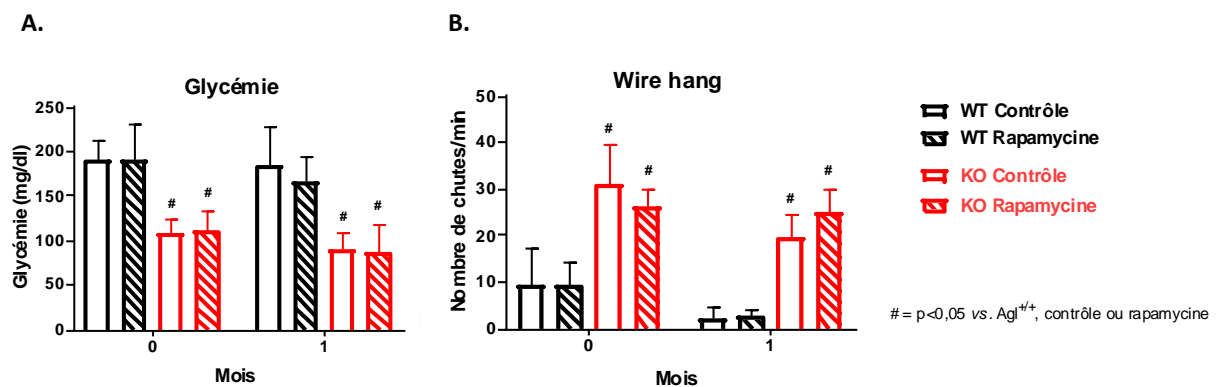 A.
Glycémie
Glycémie (mg/dl)
250
200
150
100
50
0
# # # #
0 1
Mois
B.
Wire hang
Nombre de chutes/min
50
40
30
20
10
0
# # # #
0 1
Mois
WT Contrôle
WT Rapamycine
KO Contrôle
KO Rapamycine
# = p<0,05 vs. Agl+/+, contrôle ou rapamycine